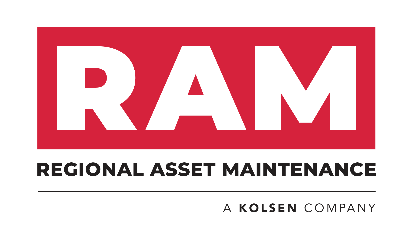 RAM
REGIONAL ASSET MAINTENANCE
A KOLSEN COMPANY